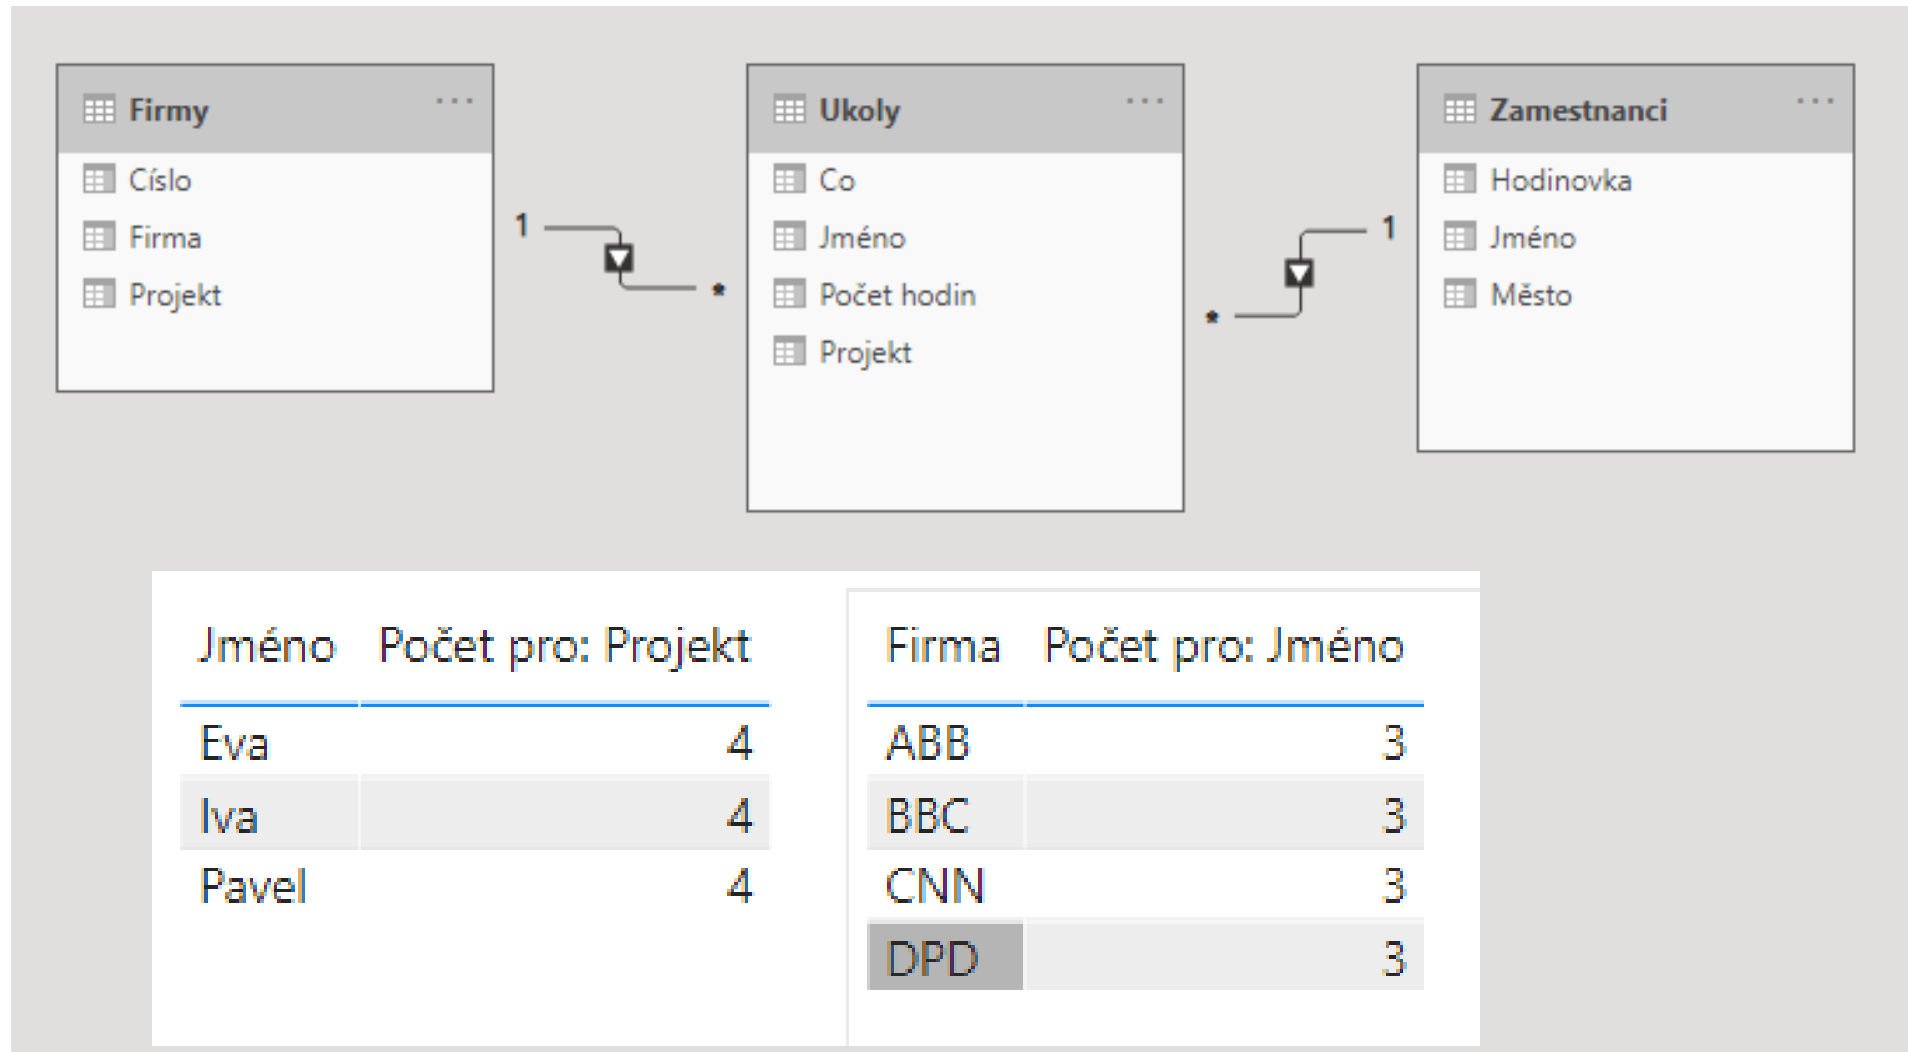 Firmy ...
Císlo
Firma
Projekt
1
*
Ukoly ...
Co
Jméno
Počet hodin
Projekt
*
1
Zamestnanci ...
Hodinovka
Jméno
Město
Jméno Počet pro: Projekt
Eva 4
Iva 4
Pavel 4
Firma Počet pro: Jméno
ABB 3
BBC 3
CNN 3
DPD 3